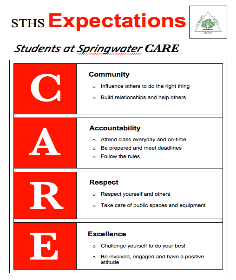 STHS Expectations
Students at Springwater CARE
C
Community
o Influence others to do the right thing
o Build relationships and help others
A
Accountability
o Attend class everyday and on-time
o Be prepared and meet deadlines
o Follow the rules
R
Respect
o Respect yourself and others
o Take care of public spaces and equipment
E
Excellence
o Challenge yourself to do your best
o Be involved, engaged and have a positive
attitude